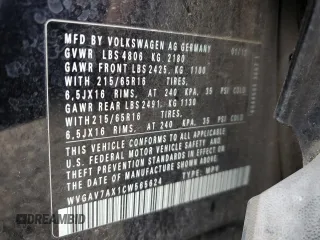 MFD BY VOLKSWAGEN AG GERMANY
GVWR LBS 4806 KG 2180
GAWR FRONT LBS 2425, KG 1100
WITH 215/65R16 TIRES,
6,5JX16 RIMS, AT 240 KPA, 35 PSI COLD
GAWR REAR LBS 2491, KG 1130
WITH 215/65R16 TIRES,
6,5JX16 RIMS, AT 240 KPA, 35 PSI COLD
THIS VEHICLE CONFORMS TO ALL APPLICABLE
FEDERAL MOTOR VEHICLE SAFETY
AND THEFT PREVENTION STANDARDS IN
EFFECT ON THE DATE OF MANUFACTURE
SHOWN ABOVE.
WVGAV7AX1CW565624 TYPE: MPV
DREAMBID